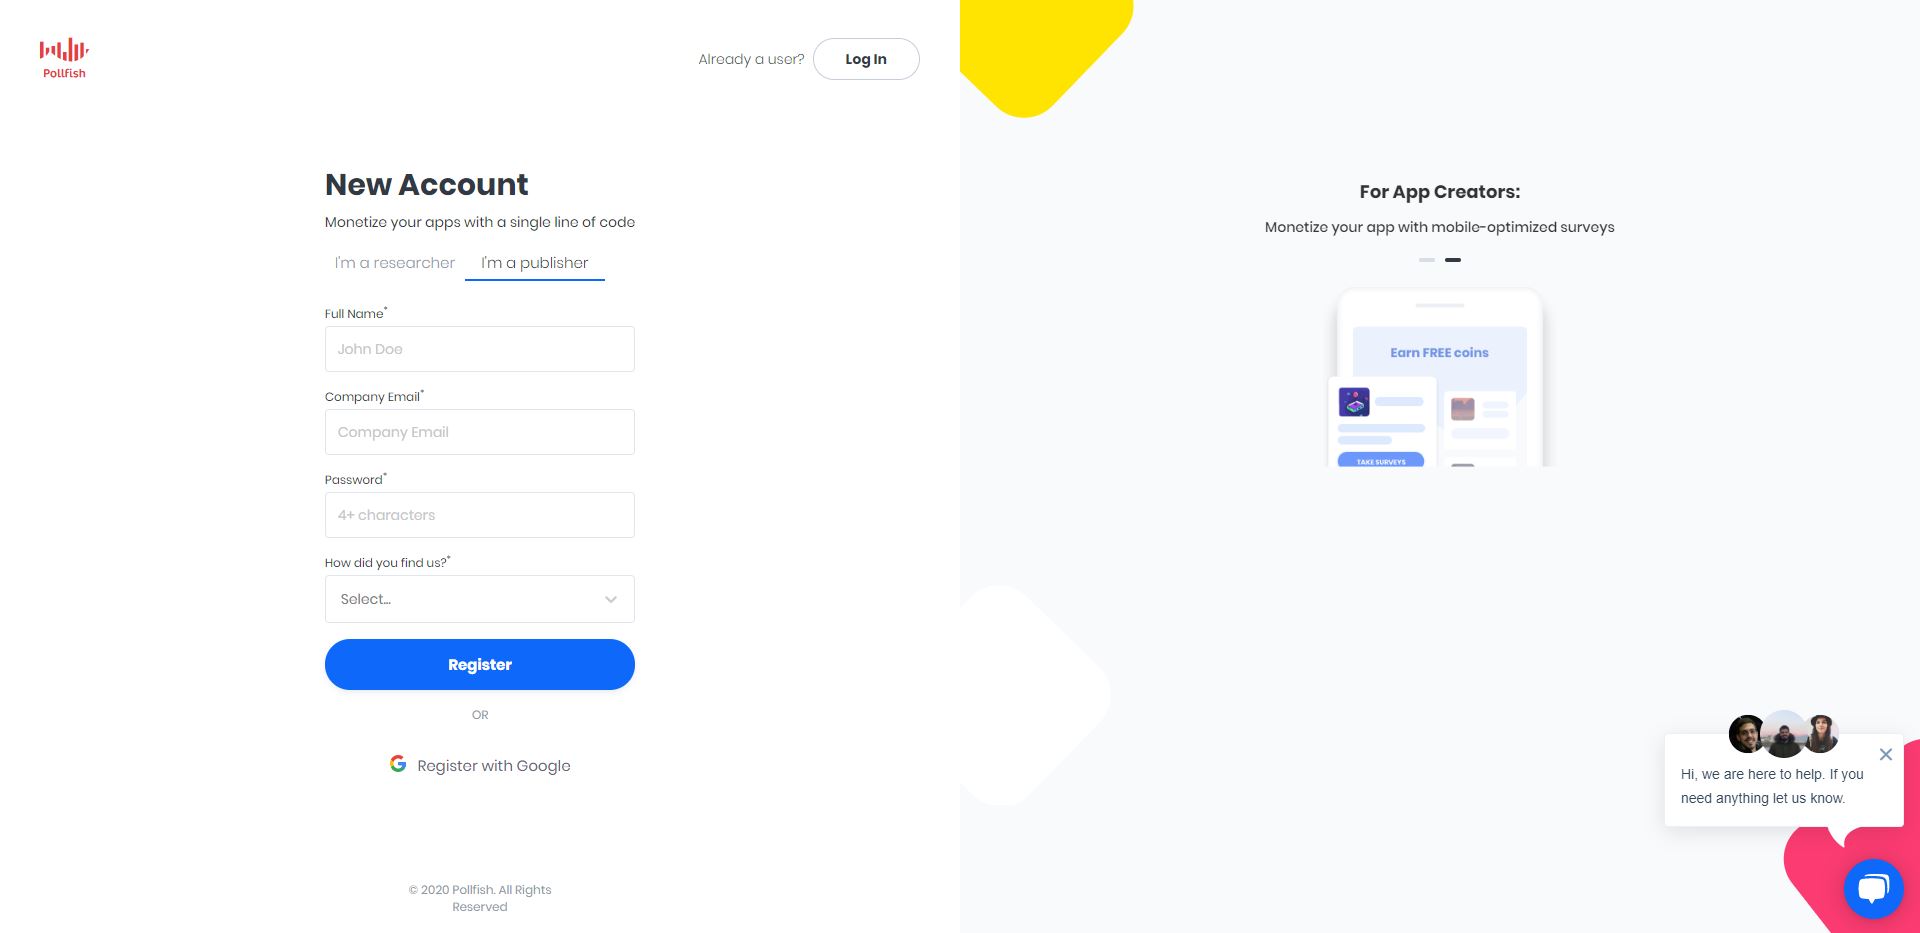 Pollfish
Already a user?
Log In
New Account
Monetize your apps with a single line of code
I'm a researcher
I'm a publisher
Full Name*
John Doe
Company Email*
Company Email
Password*
4+ characters
How did you find us?*
Select...
Register
OR
Register with Google
© 2020 Pollfish. All Rights
Reserved
For App Creators:
Monetize your app with mobile-optimized surveys
Earn FREE coins
TAKE SURVEYS
Hi, we are here to help. If you
need anything let us know.